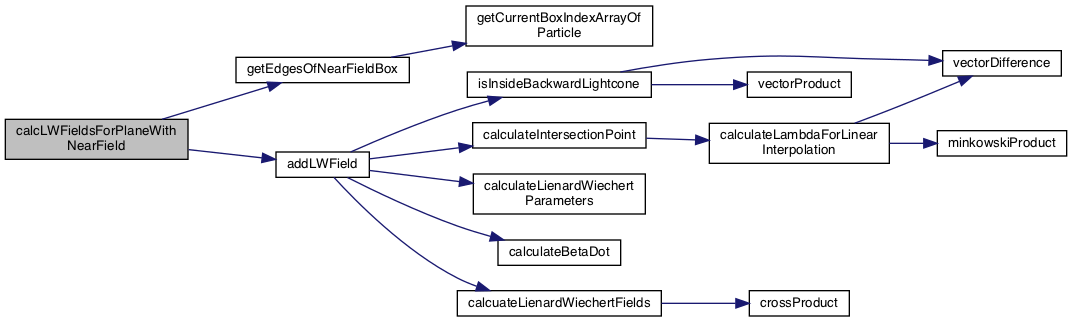 calcLWFieldsForPlaneWith
NearField
getEdgesOfNearFieldBox
getCurrentBoxIndexArrayOf
Particle
addLWField
isInsideBackwardLightcone
vectorDifference
vectorProduct
calculateIntersectionPoint
calculateLambdaForLinear
Interpolation
minkowskiProduct
calculateLienardWiechert
Parameters
calculateBetaDot
calcuateLienardWiechertFields
crossProduct